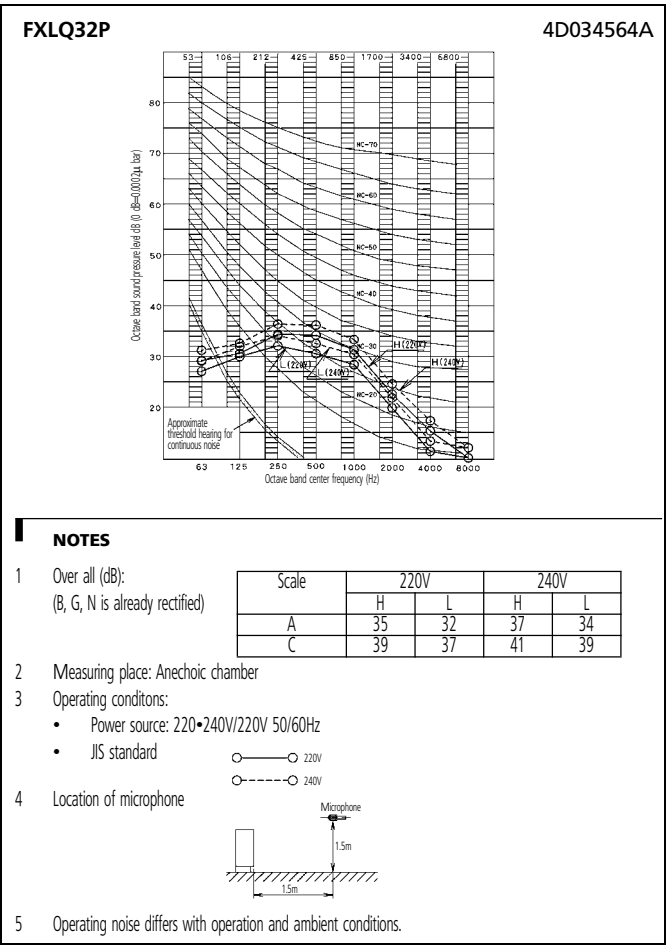 FXLQ32P 4D034564A
53 106 212 425 850 1700 3400 6800
80
70
60
50
40
30
20
Octave band sound pressure level dB (0 dB=0.0002μ bar)
NC-70
NC-60
NC-50
NC-40
NC-30
NC-20
H(220V)
H(240V)
L(220V)
L(240V)
Approximate
threshold hearing for
continuous noise
63 125 250 500 1000 2000 4000 8000
Octave band center frequency (Hz)
NOTES
1 Over all (dB):
(B, G, N is already rectified)
Scale 220V 240V
H L H L
A 35 32 37 34
C 39 37 41 39
2 Measuring place: Anechoic chamber
3 Operating conditons:
• Power source: 220•240V/220V 50/60Hz
• JIS standard
220V
240V
4 Location of microphone
Microphone
1.5m
1.5m
5 Operating noise differs with operation and ambient conditions.